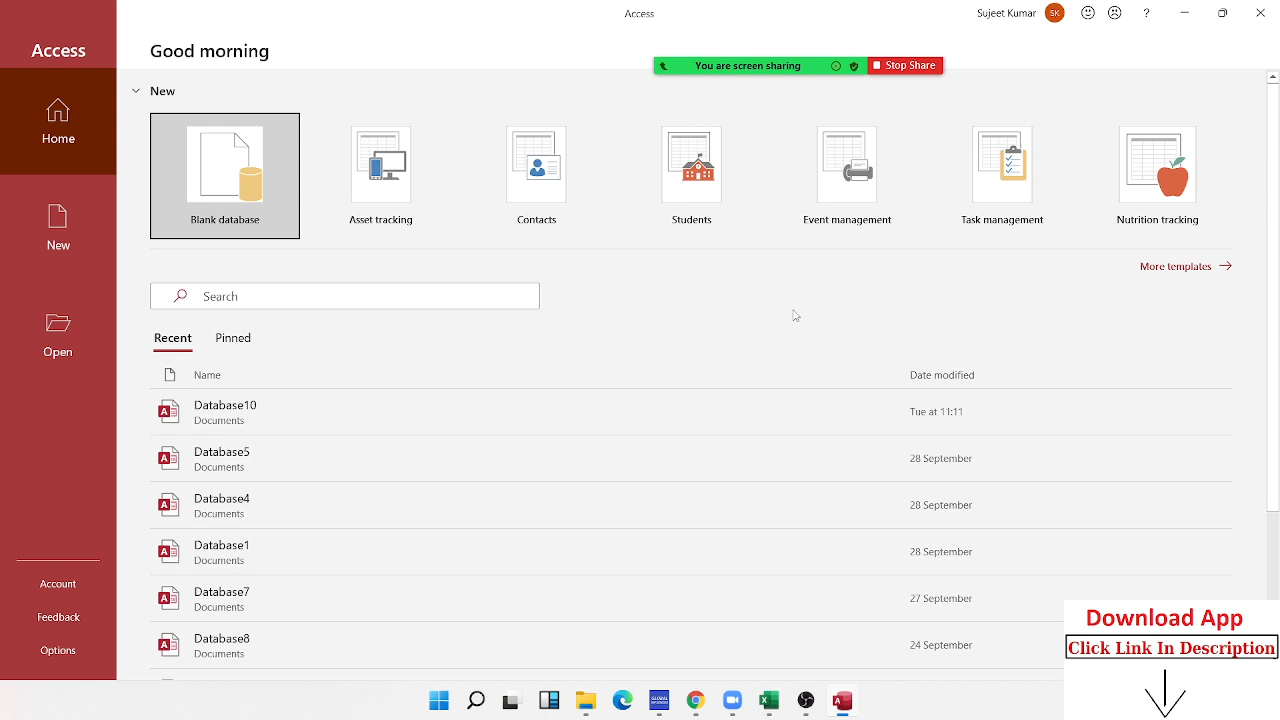 Access
Sujeet Kumar
SK
?
Access
Good morning
You are screen sharing
Stop Share
New
Home
Blank database
Asset tracking
Contacts
Students
Event management
Task management
Nutrition tracking
New
More templates
Search
Open
Recent
Pinned
Name
Date modified
Database10
Documents
Tue at 11:11
Database5
Documents
28 September
Database4
Documents
28 September
Database1
Documents
28 September
Database7
Documents
27 September
Database8
Documents
24 September
Account
Feedback
Options
Download App
Click Link In Description